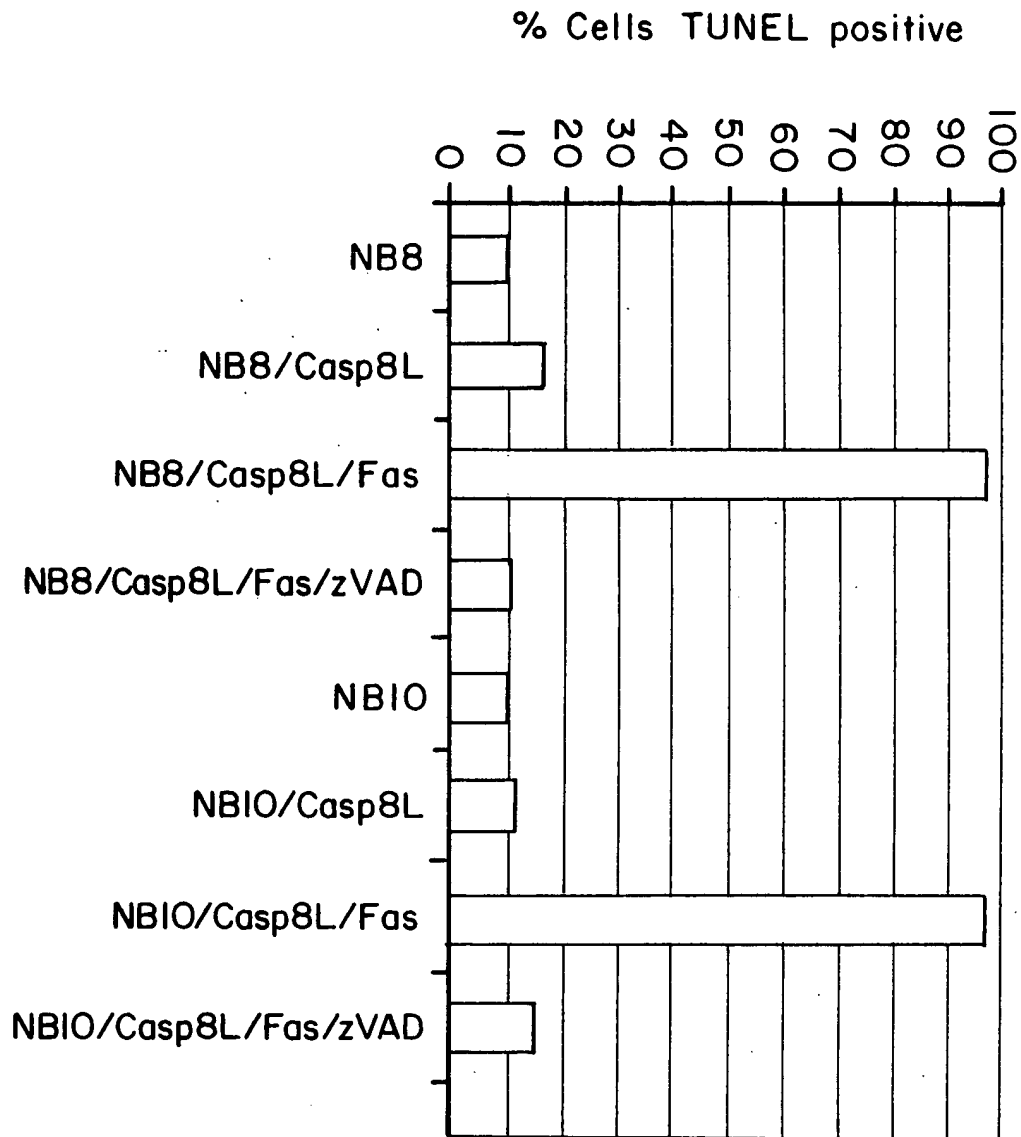 % Cells TUNEL positive
0 10 20 30 40 50 60 70 80 90 100
NB8
NB8/Casp8L
NB8/Casp8L/Fas
NB8/Casp8L/Fas/zVAD
NB10
NB10/Casp8L
NB10/Casp8L/Fas
NB10/Casp8L/Fas/zVAD